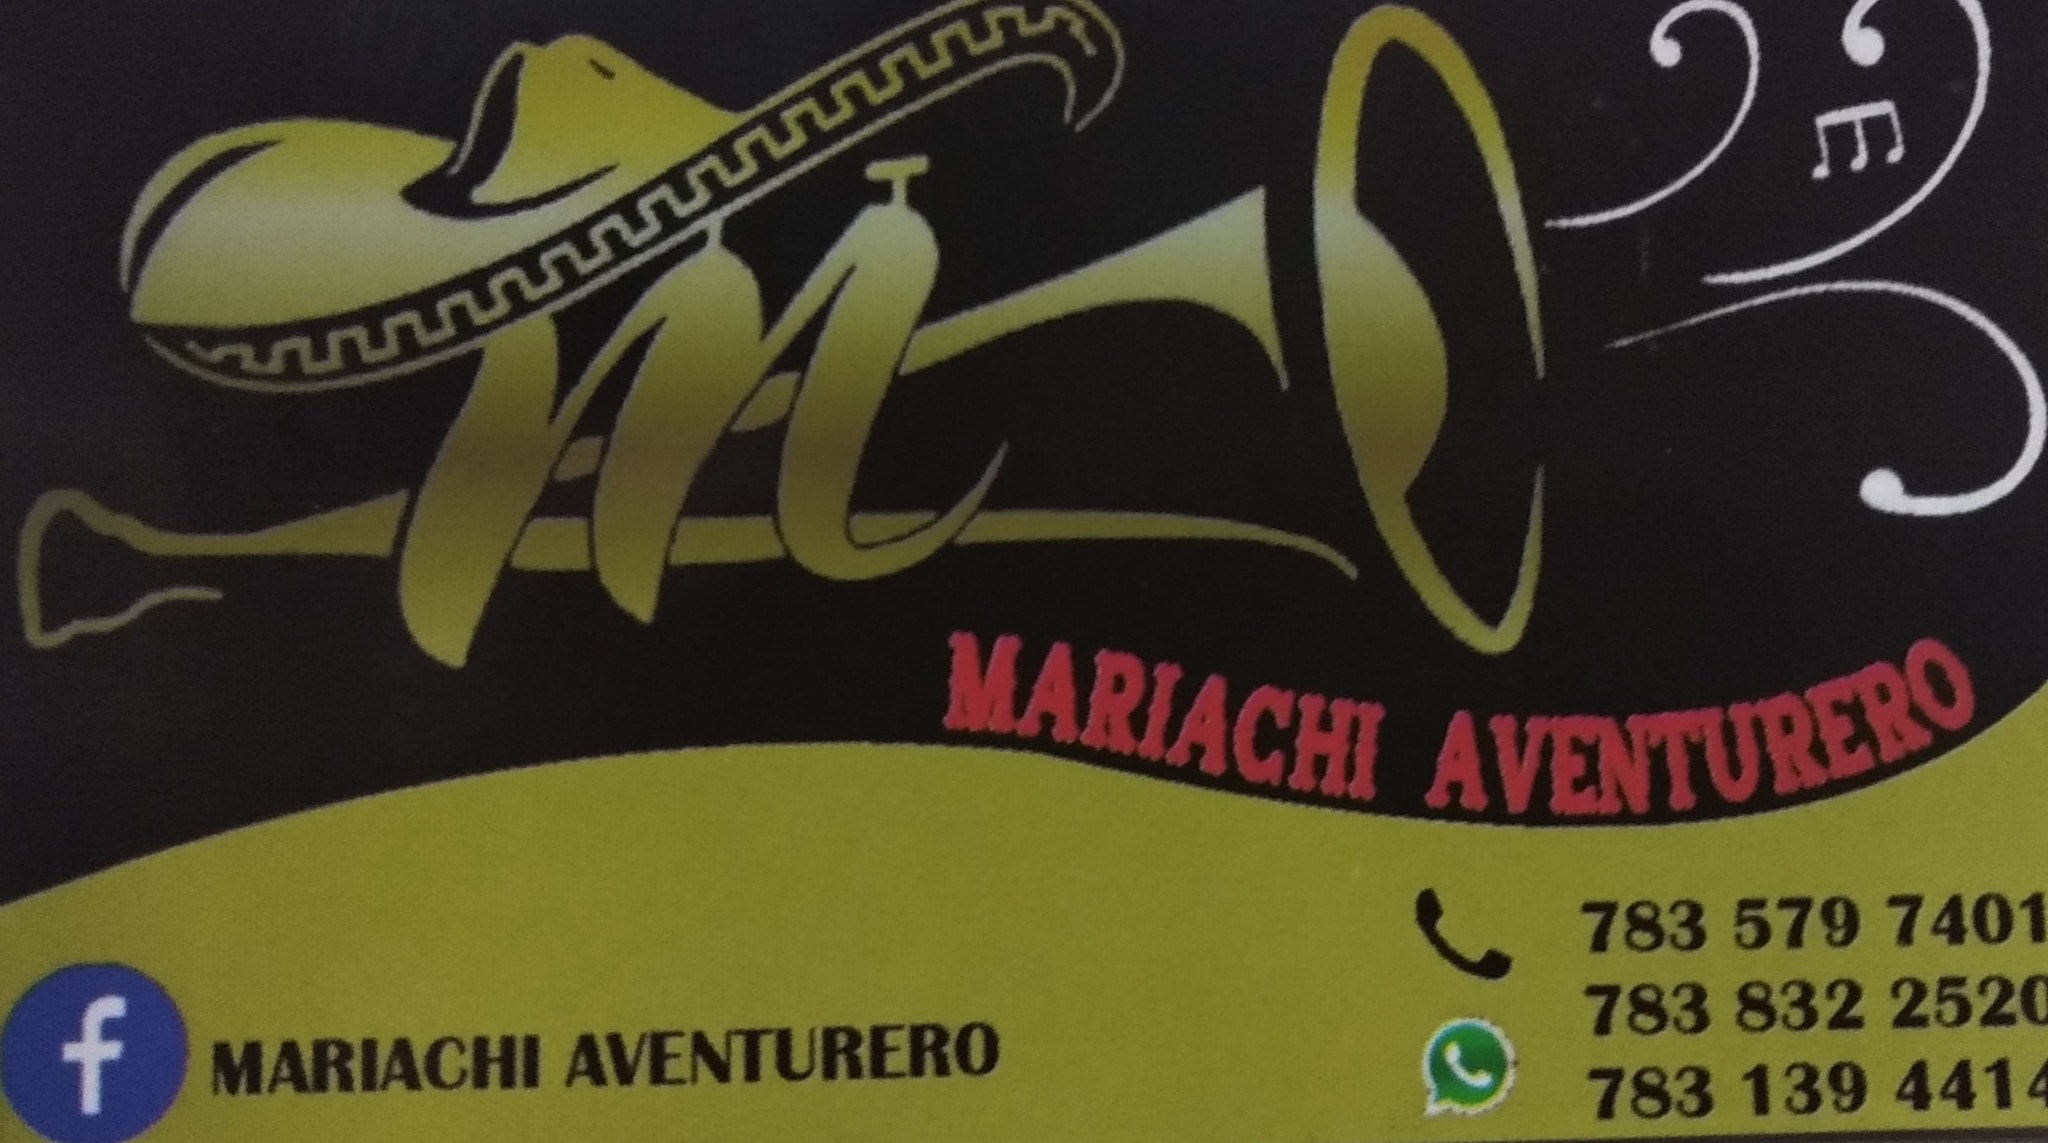 m
MARIACHI AVENTURERO
783 579 7401
783 832 2520
MARIACHI AVENTURERO
783 139 4414